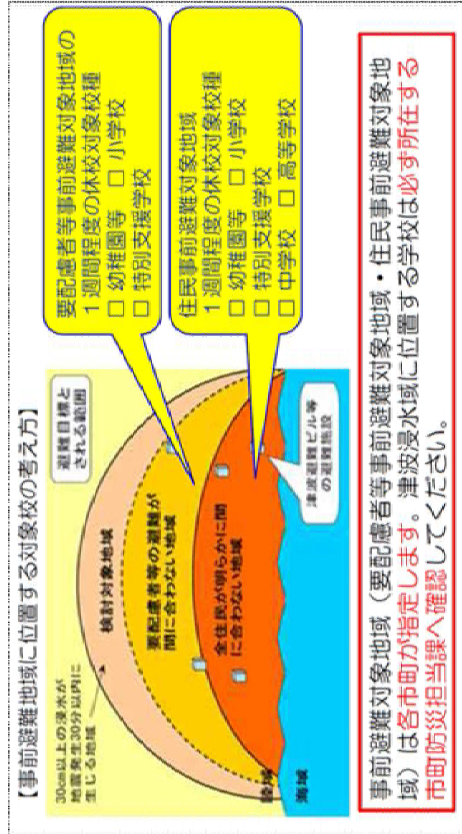 【事前避難地域に位置する対象校の考え方】
30cm以上の浸水が
地震発生30分以内に
生じる地域
検討対象地域
避難目標と
される範囲
要配慮者等の避難が
間に合わない地域
全住民が明らかに間
に合わない地域
陸域
海域
津波避難ビル等
の避難施設
要配慮者等事前避難対象地域の
1週間程度の休校対象校種
□ 幼稚園等 □ 小学校
□ 特別支援学校
住民事前避難対象地域
1週間程度の休校対象校種
□ 幼稚園等 □ 小学校
□ 特別支援学校
□ 中学校 □ 高等学校
事前避難対象地域（要配慮者等事前避難対象地域・住民事前避難対象地
域）は各市町が指定します。津波浸水域に位置する学校は必ず所在する
市町防災担当課へ確認してください。